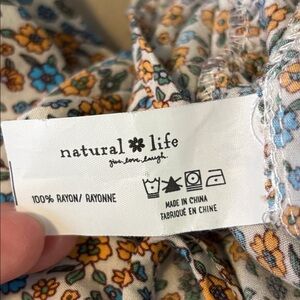 natural life
give. love. laugh.
100% RAYON/ RAYONNE
MADE IN CHINA
FABRIQUÉ EN CHINE